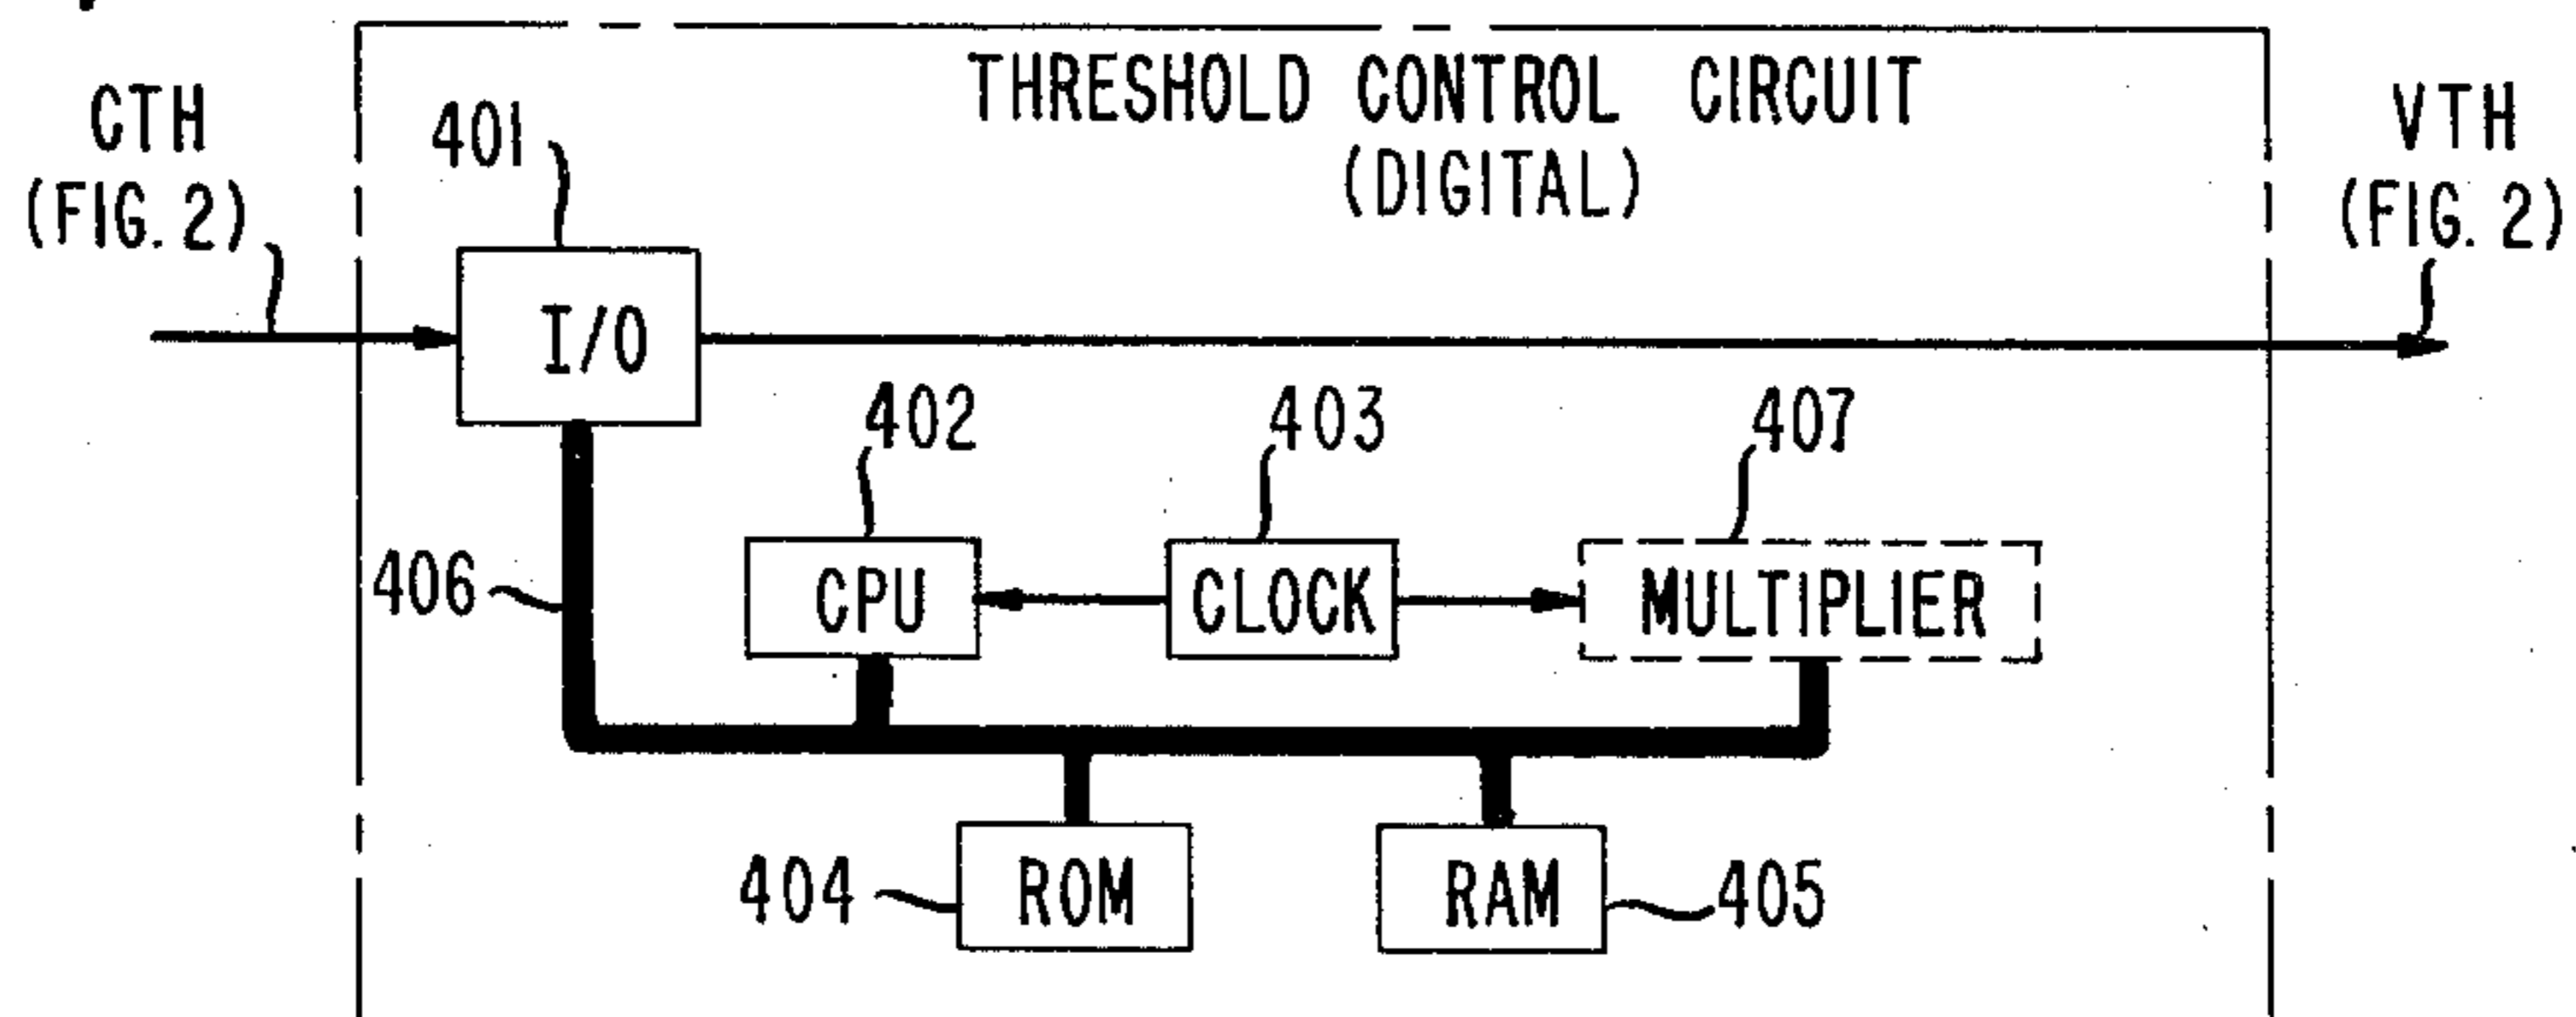 THRESHOLD CONTROL CIRCUIT
(DIGITAL)
CTH
(FIG. 2)
VTH
(FIG. 2)
401
I/O
402
403
407
406
CPU
CLOCK
MULTIPLIER
404
ROM
RAM
405